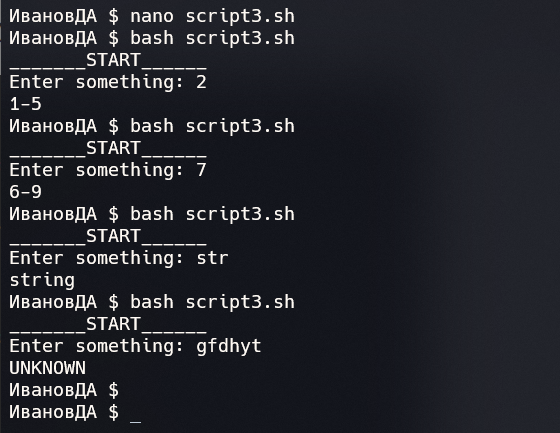 ИвановДА $ nano script3.sh
ИвановДА $ bash script3.sh
_______START______
Enter something: 2
1-5
ИвановДА $ bash script3.sh
_______START______
Enter something: 7
6-9
ИвановДА $ bash script3.sh
_______START______
Enter something: str
string
ИвановДА $ bash script3.sh
_______START______
Enter something: gfdhyt
UNKNOWN
ИвановДА $
ИвановДА $ _